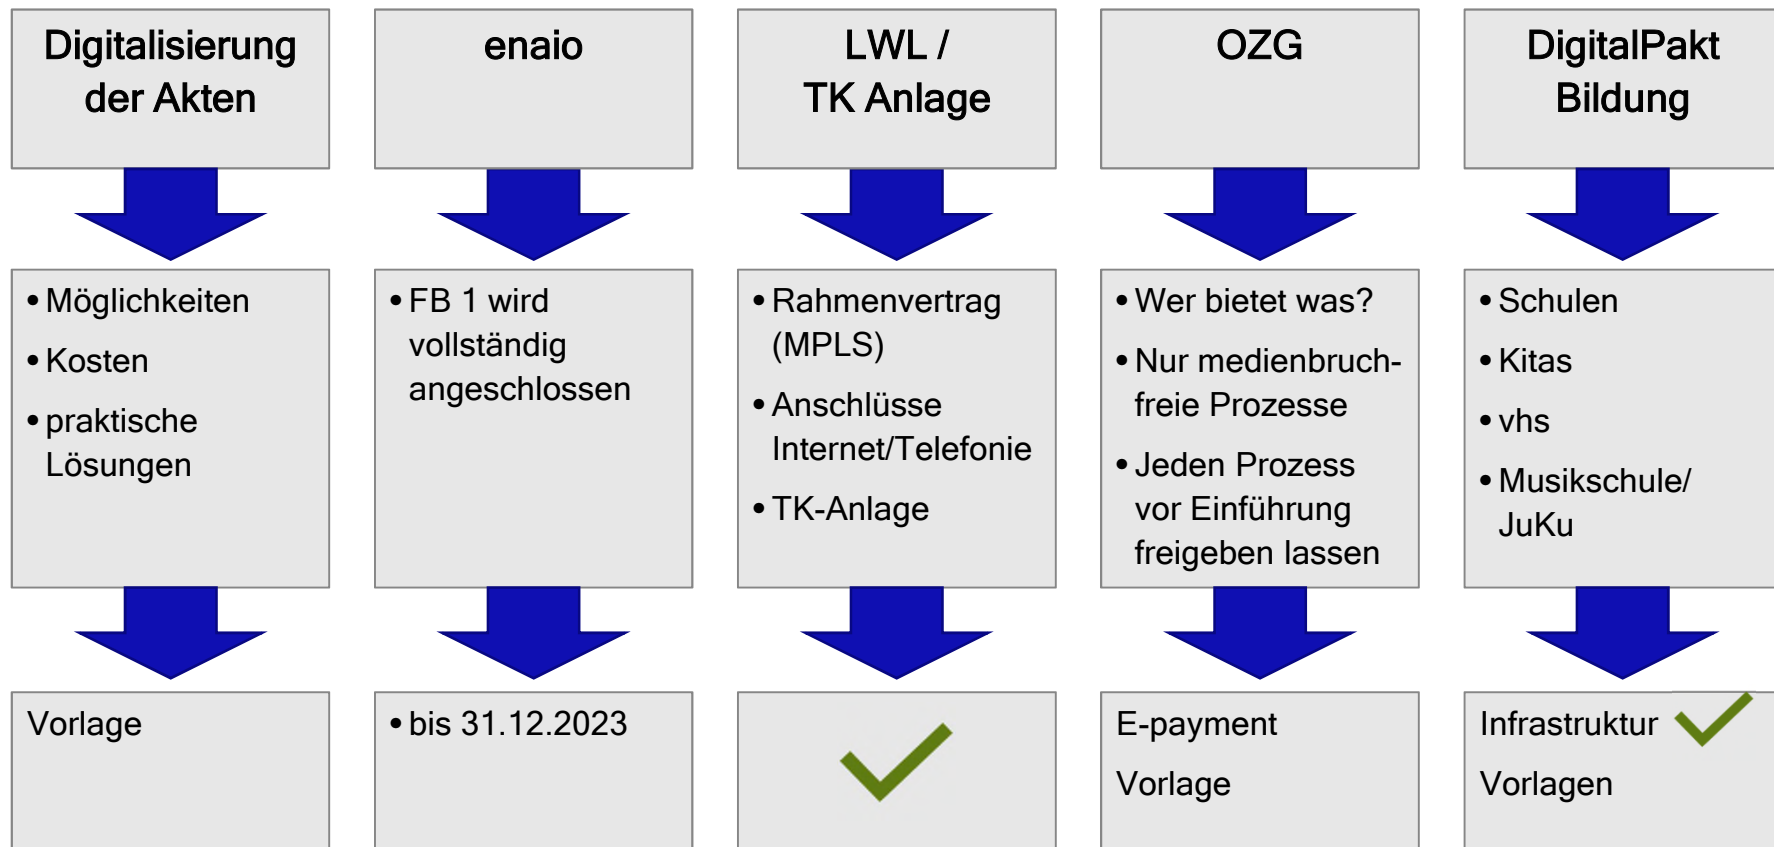 Digitalisierung
der Akten
enaio
LWL /
TK Anlage
OZG
DigitalPakt
Bildung
• Möglichkeiten
• Kosten
• praktische
Lösungen
• FB 1 wird
vollständig
angeschlossen
• Rahmenvertrag
(MPLS)
• Anschlüsse
Internet/Telefonie
• TK-Anlage
• Wer bietet was?
• Nur medienbruch-
freie Prozesse
• Jeden Prozess
vor Einführung
freigeben lassen
• Schulen
• Kitas
• vhs
• Musikschule/
JuKu
Vorlage
• bis 31.12.2023
E-payment
Vorlage
Infrastruktur
Vorlagen